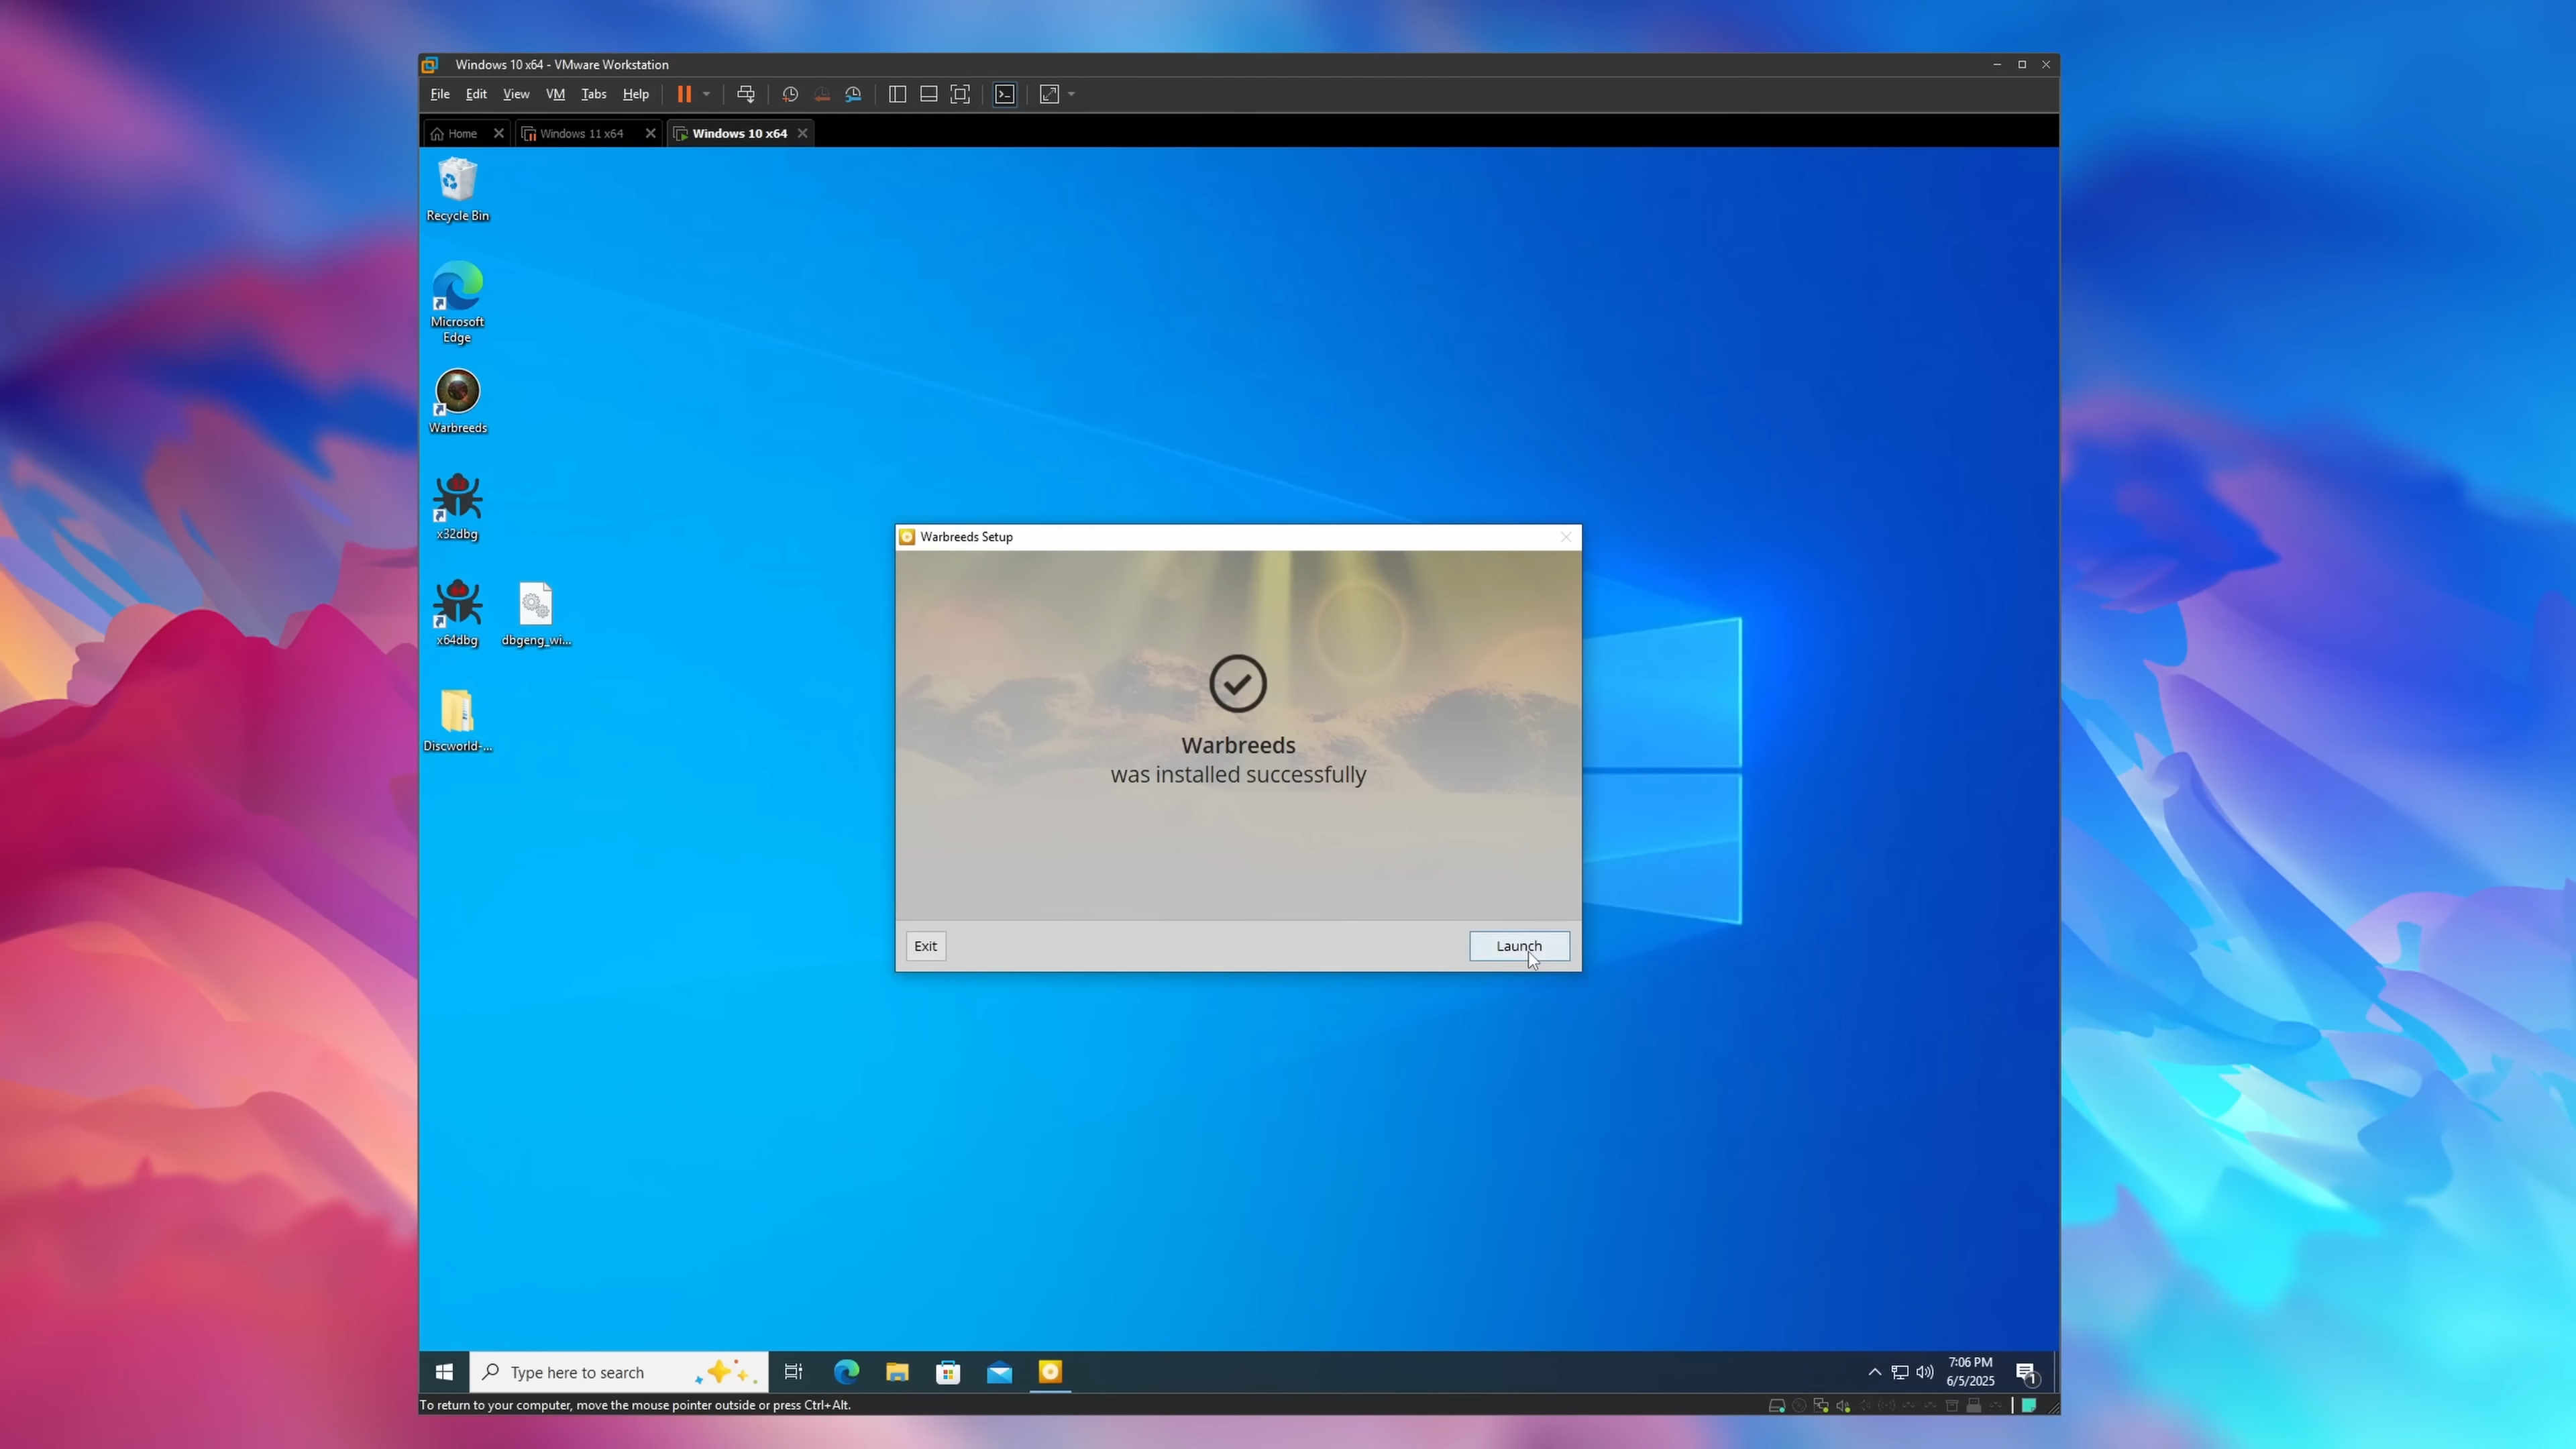 Windows 10 x64 - VMware Workstation
File Edit View VM Tabs Help
Home Windows 11 x64 Windows 10 x64
Recycle Bin
Microsoft
Edge
Warbreeds
x32dbg
x64dbg
dbgeng_wi...
Discworld-...
Warbreeds Setup
Warbreeds
was installed successfully
Exit
Launch
Type here to search
7:06 PM
6/5/2025
1
To return to your computer, move the mouse pointer outside or press Ctrl+Alt.